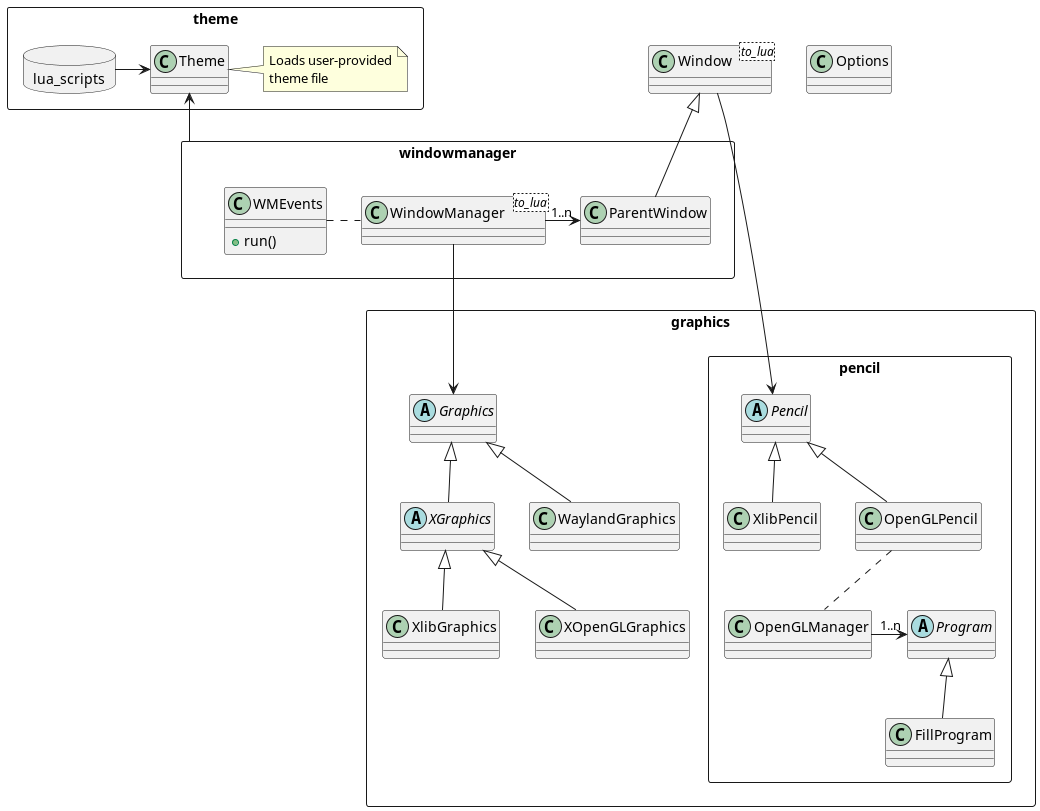 theme
lua_scripts
C Theme
Loads user-provided
theme file
C Window
to_lua
C Options
windowmanager
C WMEvents
run()
C WindowManager
to_lua
1..n
C ParentWindow
graphics
pencil
A Graphics
A Pencil
A XGraphics
C WaylandGraphics
C XlibPencil
C OpenGLPencil
C XlibGraphics
C XOpenGLGraphics
C OpenGLManager
1..n
A Program
C FillProgram